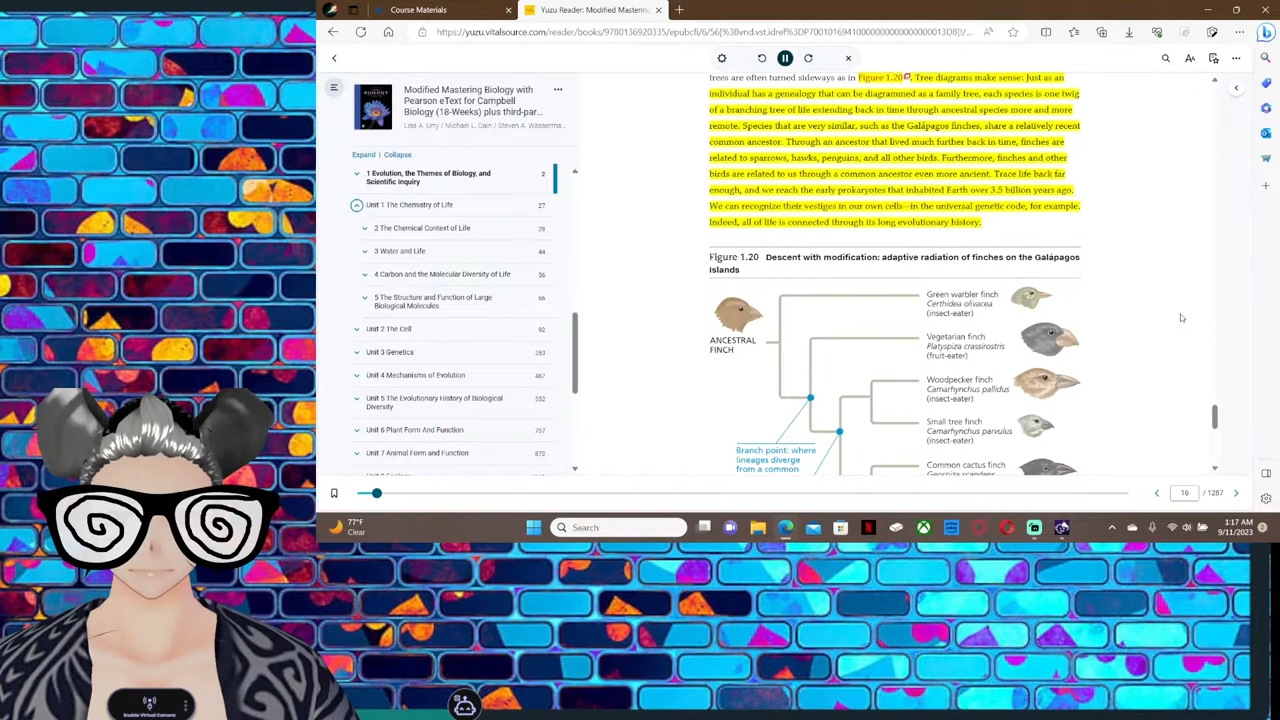 Course Materials
Yuzu Reader: Modified Mastering
https://yuzu.vitalsource.com/reader/books/9780136920335/epubcfi/6/56[%3Bvnd.vst.idref%3DP70010169410000000000000000013D8]!/...
Modified Mastering Biology with
Pearson eText for Campbell
Biology (18-Weeks) plus third-par...
Lisa A. Urry / Michael L. Cain / Steven A. Wasserma...
Expand | Collapse
1 Evolution, the Themes of Biology, and
Scientific Inquiry
2
Unit 1 The Chemistry of Life
27
2 The Chemical Context of Life
28
3 Water and Life
44
4 Carbon and the Molecular Diversity of Life
56
5 The Structure and Function of Large
Biological Molecules
66
Unit 2 The Cell
92
Unit 3 Genetics
253
Unit 4 Mechanisms of Evolution
467
Unit 5 The Evolutionary History of Biological
Diversity
552
Unit 6 Plant Form And Function
757
Unit 7 Animal Form and Function
872
trees are often turned sideways as in Figure 1.20. Tree diagrams make sense: Just as an
individual has a genealogy that can be diagrammed as a family tree, each species is one twig
of a branching tree of life extending back in time through ancestral species more and more
remote. Species that are very similar, such as the Galápagos finches, share a relatively recent
common ancestor. Through an ancestor that lived much further back in time, finches are
related to sparrows, hawks, penguins, and all other birds. Furthermore, finches and other
birds are related to us through a common ancestor even more ancient. Trace life back far
enough, and we reach the early prokaryotes that inhabited Earth over 3.5 billion years ago.
We can recognize their vestiges in our own cells—in the universal genetic code, for example.
Indeed, all of life is connected through its long evolutionary history.
Figure 1.20 Descent with modification: adaptive radiation of finches on the Galápagos
Islands
ANCESTRAL
FINCH
Green warbler finch
Certhidea olivacea
(insect-eater)
Vegetarian finch
Platyspiza crassirostris
(fruit-eater)
Woodpecker finch
Camarhynchus pallidus
(insect-eater)
Small tree finch
Camarhynchus parvulus
(insect-eater)
Common cactus finch
Geospiza scandens
Branch point: where
lineages diverge
from a common
16 / 1287
77°F
Clear
Search
1:17 AM
9/11/2023
Enable Virtual Camera